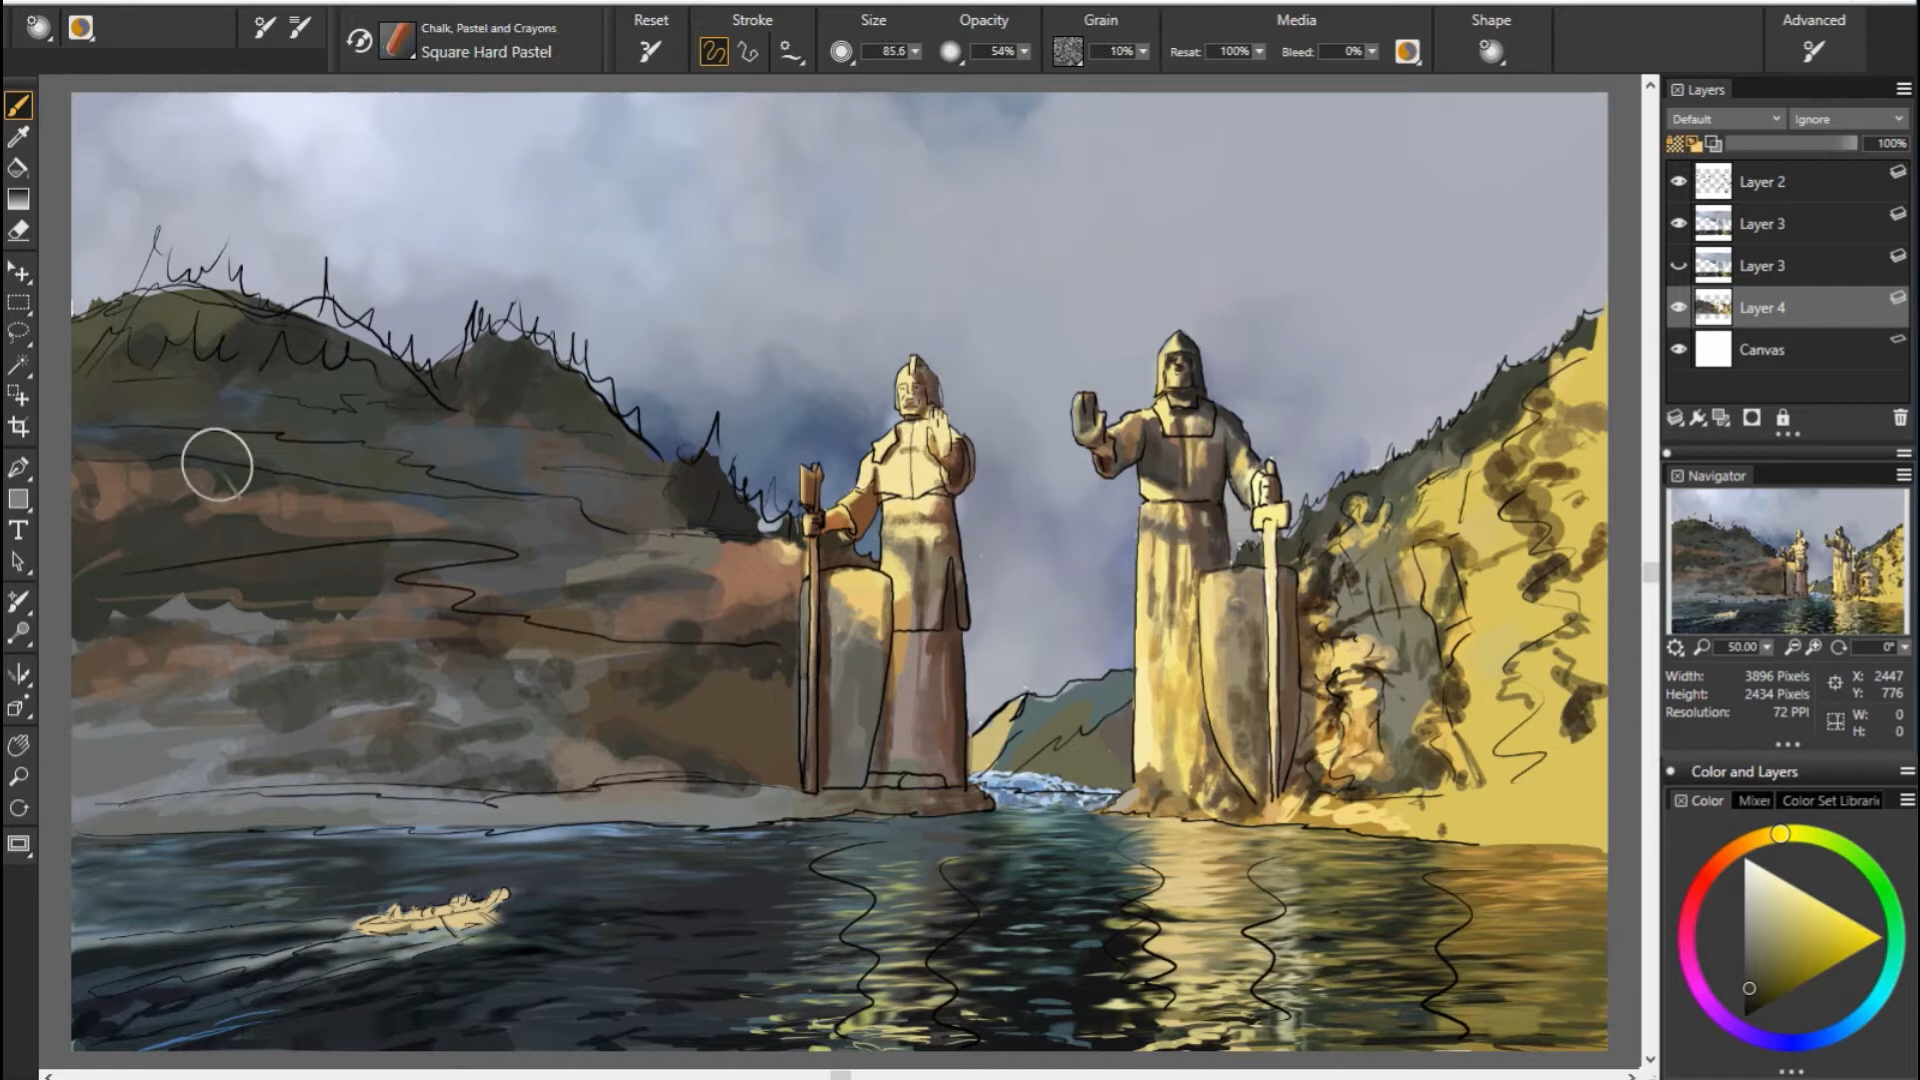 Reset
Stroke
Size
Opacity
Grain
Media
Shape
Advanced
Chalk, Pastel and Crayons
Square Hard Pastel
85.6
54%
10%
Resat: 100%
Bleed: 0%
Layers
Default
Ignore
100%
Layer 2
Layer 3
Layer 3
Layer 4
Canvas
Navigator
50.00
0°
Width: 3896 Pixels
Height: 2434 Pixels
Resolution: 72 PPI
X: 2447
Y: 776
W: 0
H: 0
Color and Layers
Color
Mixer
Color Set Librarie
T